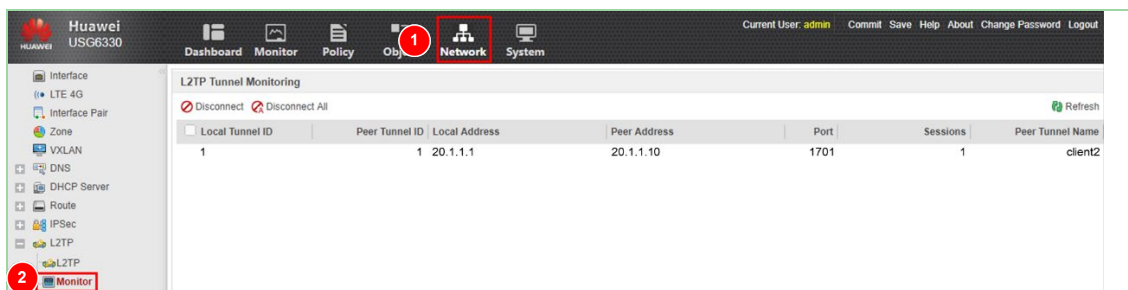 Huawei
USG6330
HUAWEI
Dashboard Monitor Policy Obj 1 Network System
Current User: admin Commit Save Help About Change Password Logout
Interface
LTE 4G
Interface Pair
Zone
VXLAN
DNS
DHCP Server
Route
IPSec
L2TP
L2TP
2 Monitor
L2TP Tunnel Monitoring
Disconnect Disconnect All Refresh
Local Tunnel ID Peer Tunnel ID Local Address Peer Address Port Sessions Peer Tunnel Name
1 1 20.1.1.1 20.1.1.10 1701 1 client2